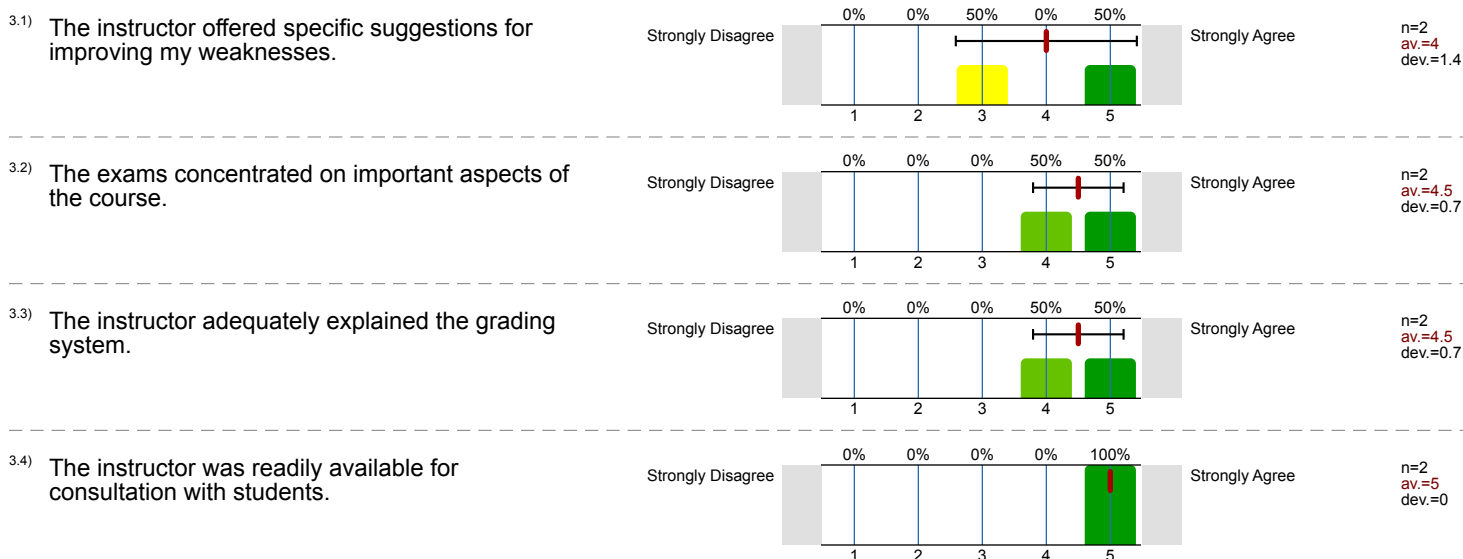 3.1) The instructor offered specific suggestions for
improving my weaknesses.
Strongly Disagree
0% 0% 50% 0% 50%
1 2 3 4 5
Strongly Agree
n=2
av.=4
dev.=1.4
3.2) The exams concentrated on important aspects of
the course.
Strongly Disagree
0% 0% 0% 50% 50%
1 2 3 4 5
Strongly Agree
n=2
av.=4.5
dev.=0.7
3.3) The instructor adequately explained the grading
system.
Strongly Disagree
0% 0% 0% 50% 50%
1 2 3 4 5
Strongly Agree
n=2
av.=4.5
dev.=0.7
3.4) The instructor was readily available for
consultation with students.
Strongly Disagree
0% 0% 0% 0% 100%
1 2 3 4 5
Strongly Agree
n=2
av.=5
dev.=0